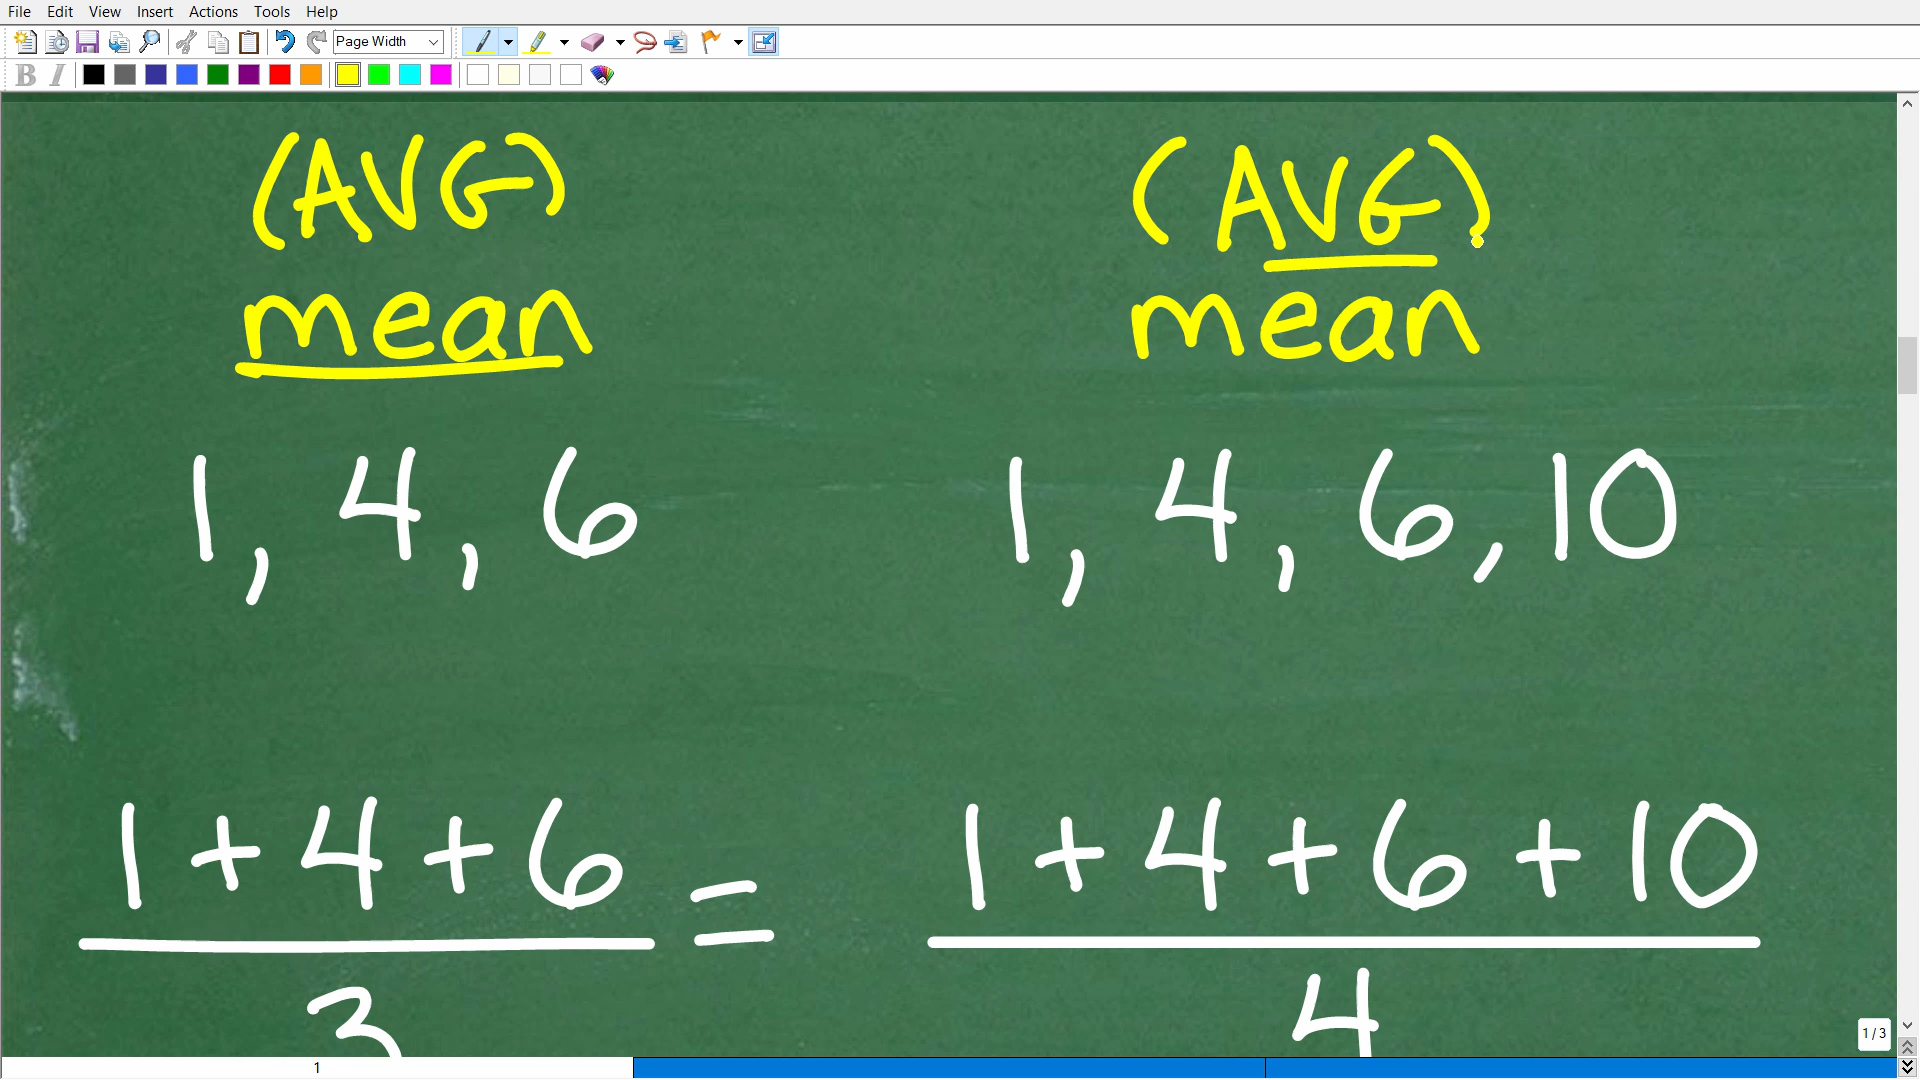 File Edit View Insert Actions Tools Help
Page Width
B I
(AVG) (AVG)
mean mean
1, 4, 6 1, 4, 6, 10
1 + 4 + 6 = 1 + 4 + 6 + 10
3 4
1 / 3
1